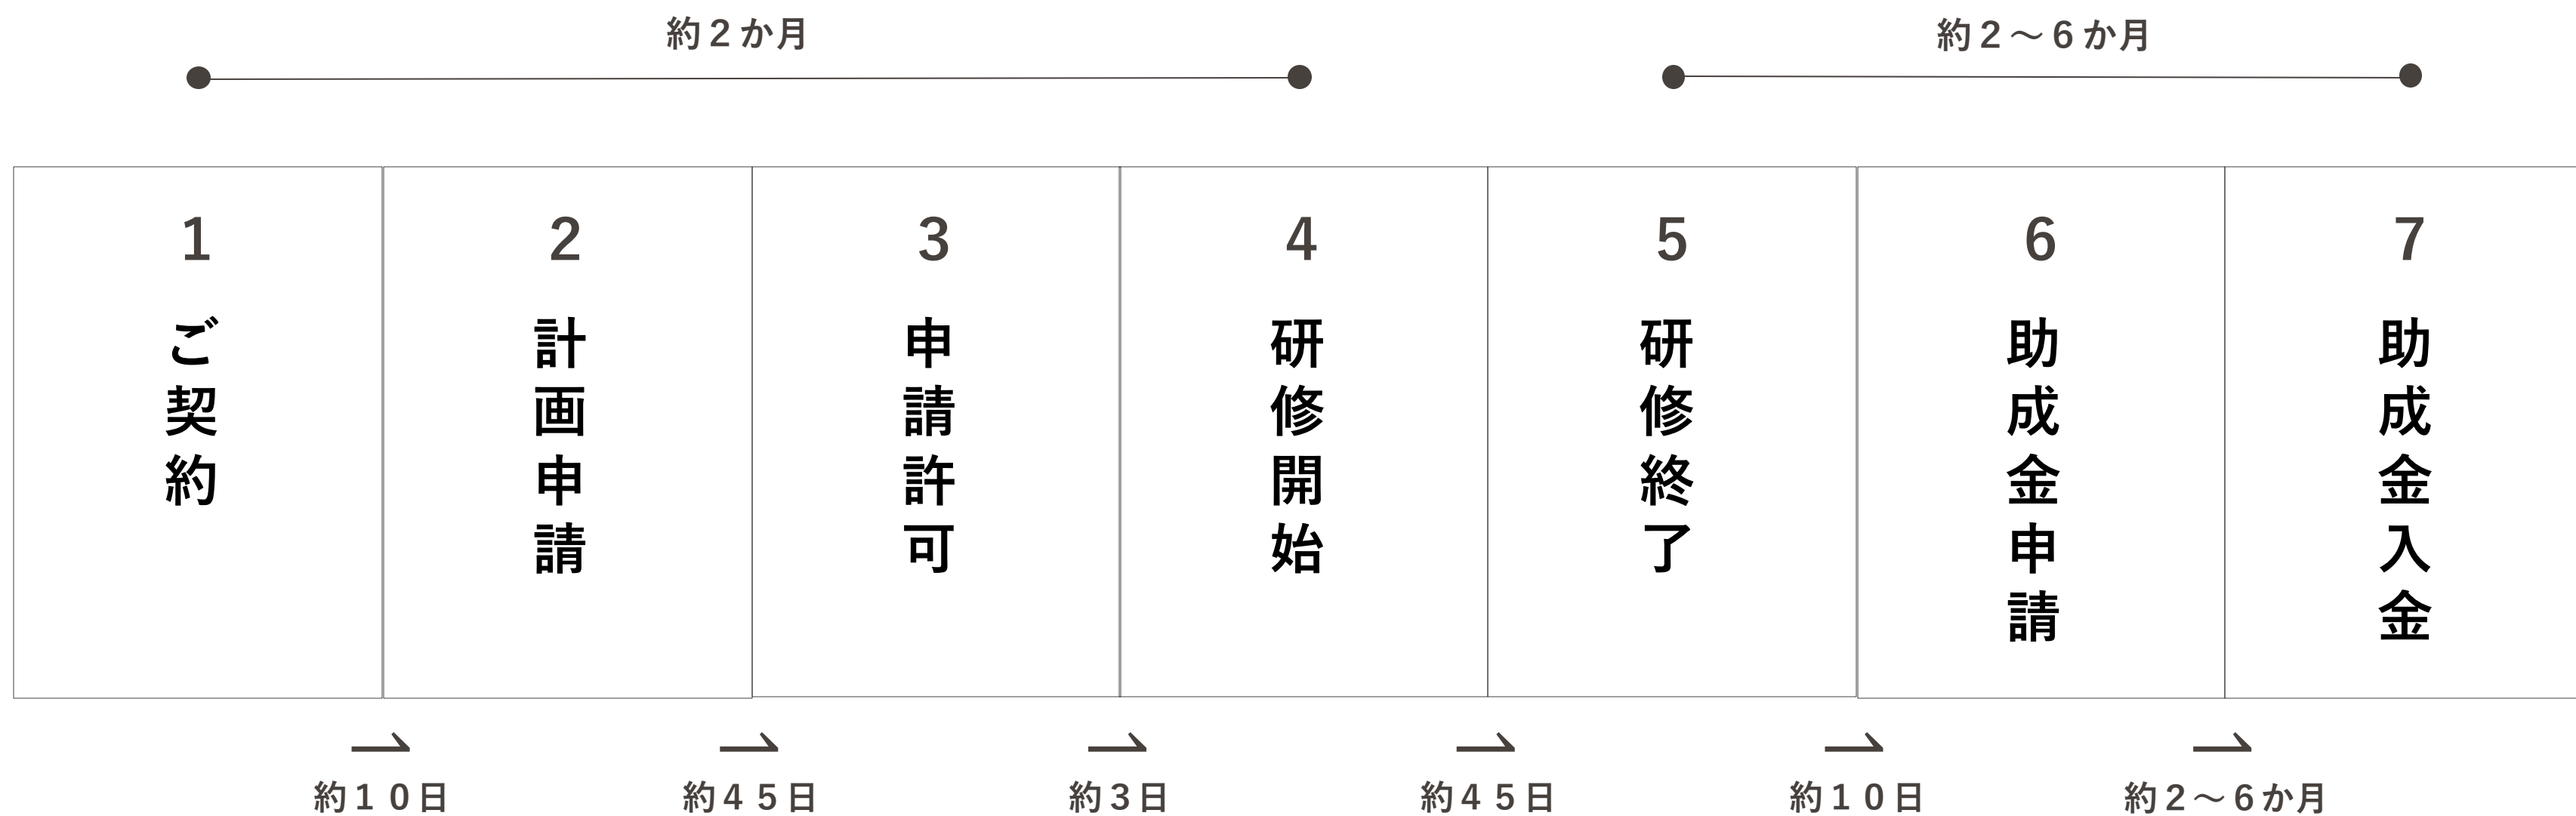 約２か月
約２～６か月
1
ご契約
2
計画申請
3
申請許可
4
研修開始
5
研修終了
6
助成金申請
7
助成金入金
約１０日
約４５日
約３日
約４５日
約１０日
約２～６か月